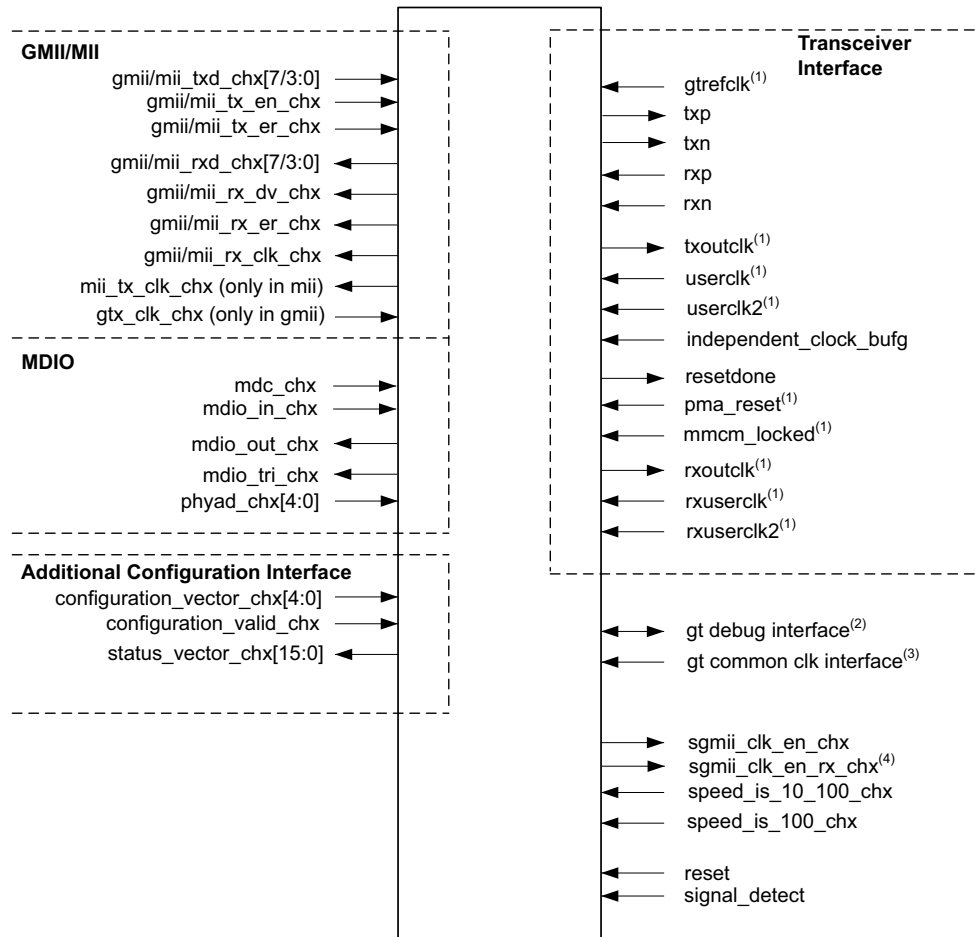 GMII/MII
gmii/mii_txd_chx[7/3:0]
gmii/mii_tx_en_chx
gmii/mii_tx_er_chx
gmii/mii_rxd_chx[7/3:0]
gmii/mii_rx_dv_chx
gmii/mii_rx_er_chx
gmii/mii_rx_clk_chx
mii_tx_clk_chx (only in mii)
gtx_clk_chx (only in gmii)
MDIO
mdc_chx
mdio_in_chx
mdio_out_chx
mdio_tri_chx
phyad_chx[4:0]
Additional Configuration Interface
configuration_vector_chx[4:0]
configuration_valid_chx
status_vector_chx[15:0]
Transceiver
Interface
gtrefclk(1)
txp
txn
rxp
rxn
txoutclk(1)
userclk(1)
userclk2(1)
independent_clock_bufg
resetdone
pma_reset(1)
mmcm_locked(1)
rxoutclk(1)
rxuserclk(1)
rxuserclk2(1)
gt debug interface(2)
gt common clk interface(3)
sgmii_clk_en_chx
sgmii_clk_en_rx_chx(4)
speed_is_10_100_chx
speed_is_100_chx
reset
signal_detect